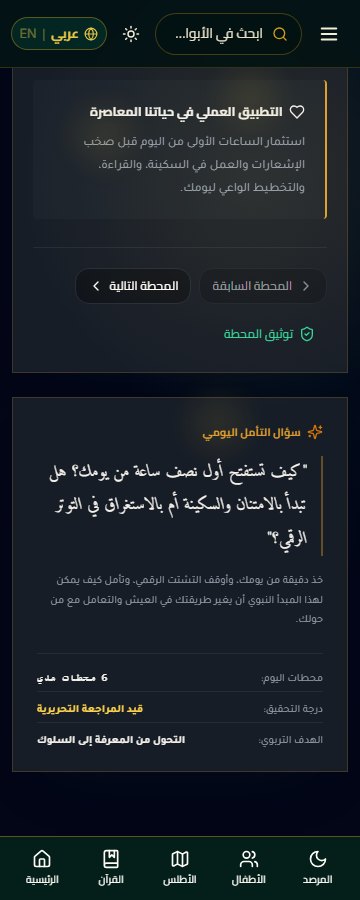 ابحث في الأبوا...
عربي | EN
التطبيق العملي في حياتنا المعاصرة
استثمار الساعات الأولى من اليوم قبل صخب
الإشعارات والعمل في السكينة، والقراءة،
والتخطيط الواعي ليومك.
المحطة السابقة
المحطة التالية
توثيق المحطة
سؤال التأمل اليومي
"كيف تستفتح أول نصف ساعة من يومك؟ هل
تبدأ بالامتنان والسكينة أم بالاستغراق في التوتر
الرقمي؟"
خذ دقيقة من يومك، وأوقف التشتت الرقمي، وتأمل كيف يمكن
لهذا المبدأ النبوي أن يغير طريقتك في العيش والتعامل مع من
حولك.
محطات اليوم: 6 محطات
درجة التحقيق: قيد المراجعة التحريرية
الهدف التربوي: التحول من المعرفة إلى السلوك
المرصد
الأطفال
الأطلس
القرآن
الرئيسية